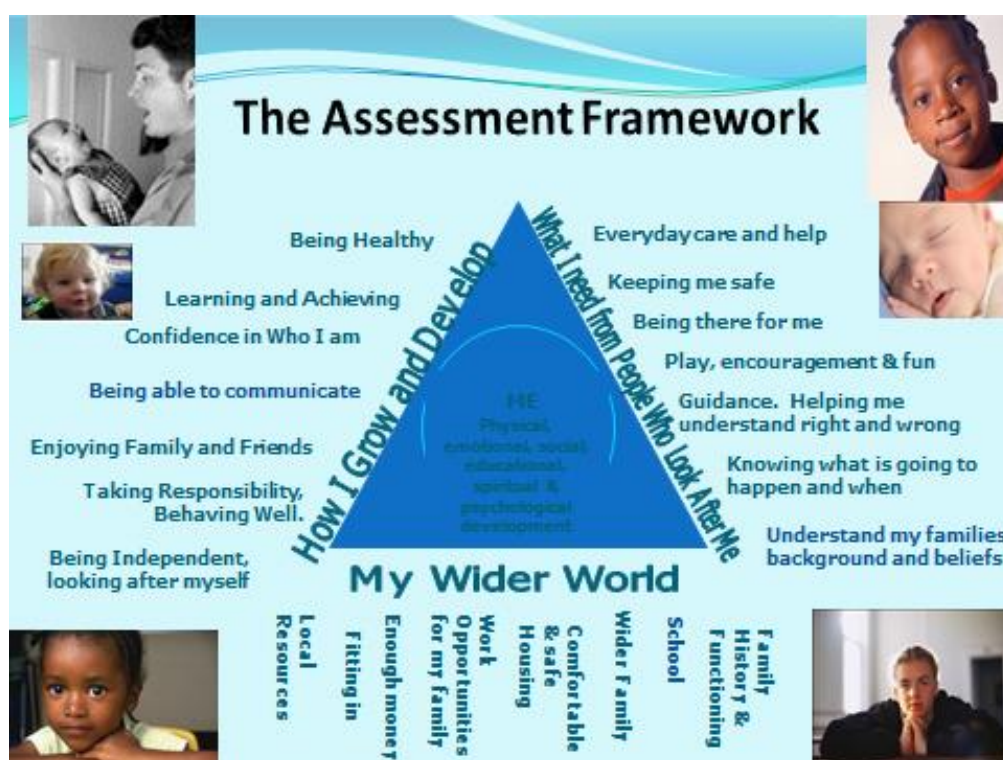 The Assessment Framework
Being Healthy
Learning and Achieving
Confidence in Who I am
Being able to communicate
Enjoying Family and Friends
Taking Responsibility,
Behaving Well.
Being Independent,
looking after myself
How I Grow and Develop
What I need from People Who Look After Me
Everyday care and help
Keeping me safe
Being there for me
Play, encouragement & fun
Guidance. Helping me
understand right and wrong
Knowing what is going to
happen and when
Understand my families
background and beliefs
HE
Physical,
emotional, social,
educational,
spiritual &
psychological
development
My Wider World
Local
Resources
Fitting in
Enough money
Work
Opportunities
for my family
Comfortable
& safe
Housing
Wider Family
School
Family
History &
Functioning